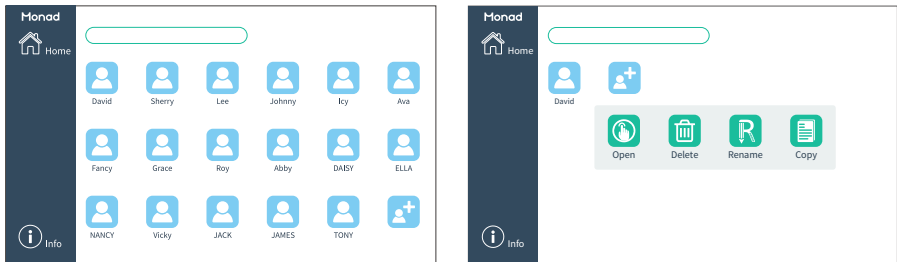 Monad
Home
David Sherry Lee Johnny Icy Ava
Fancy Grace Roy Abby DAISY ELLA
NANCY Vicky JACK JAMES TONY
Info
Monad
Home
David
Open Delete Rename Copy
Info